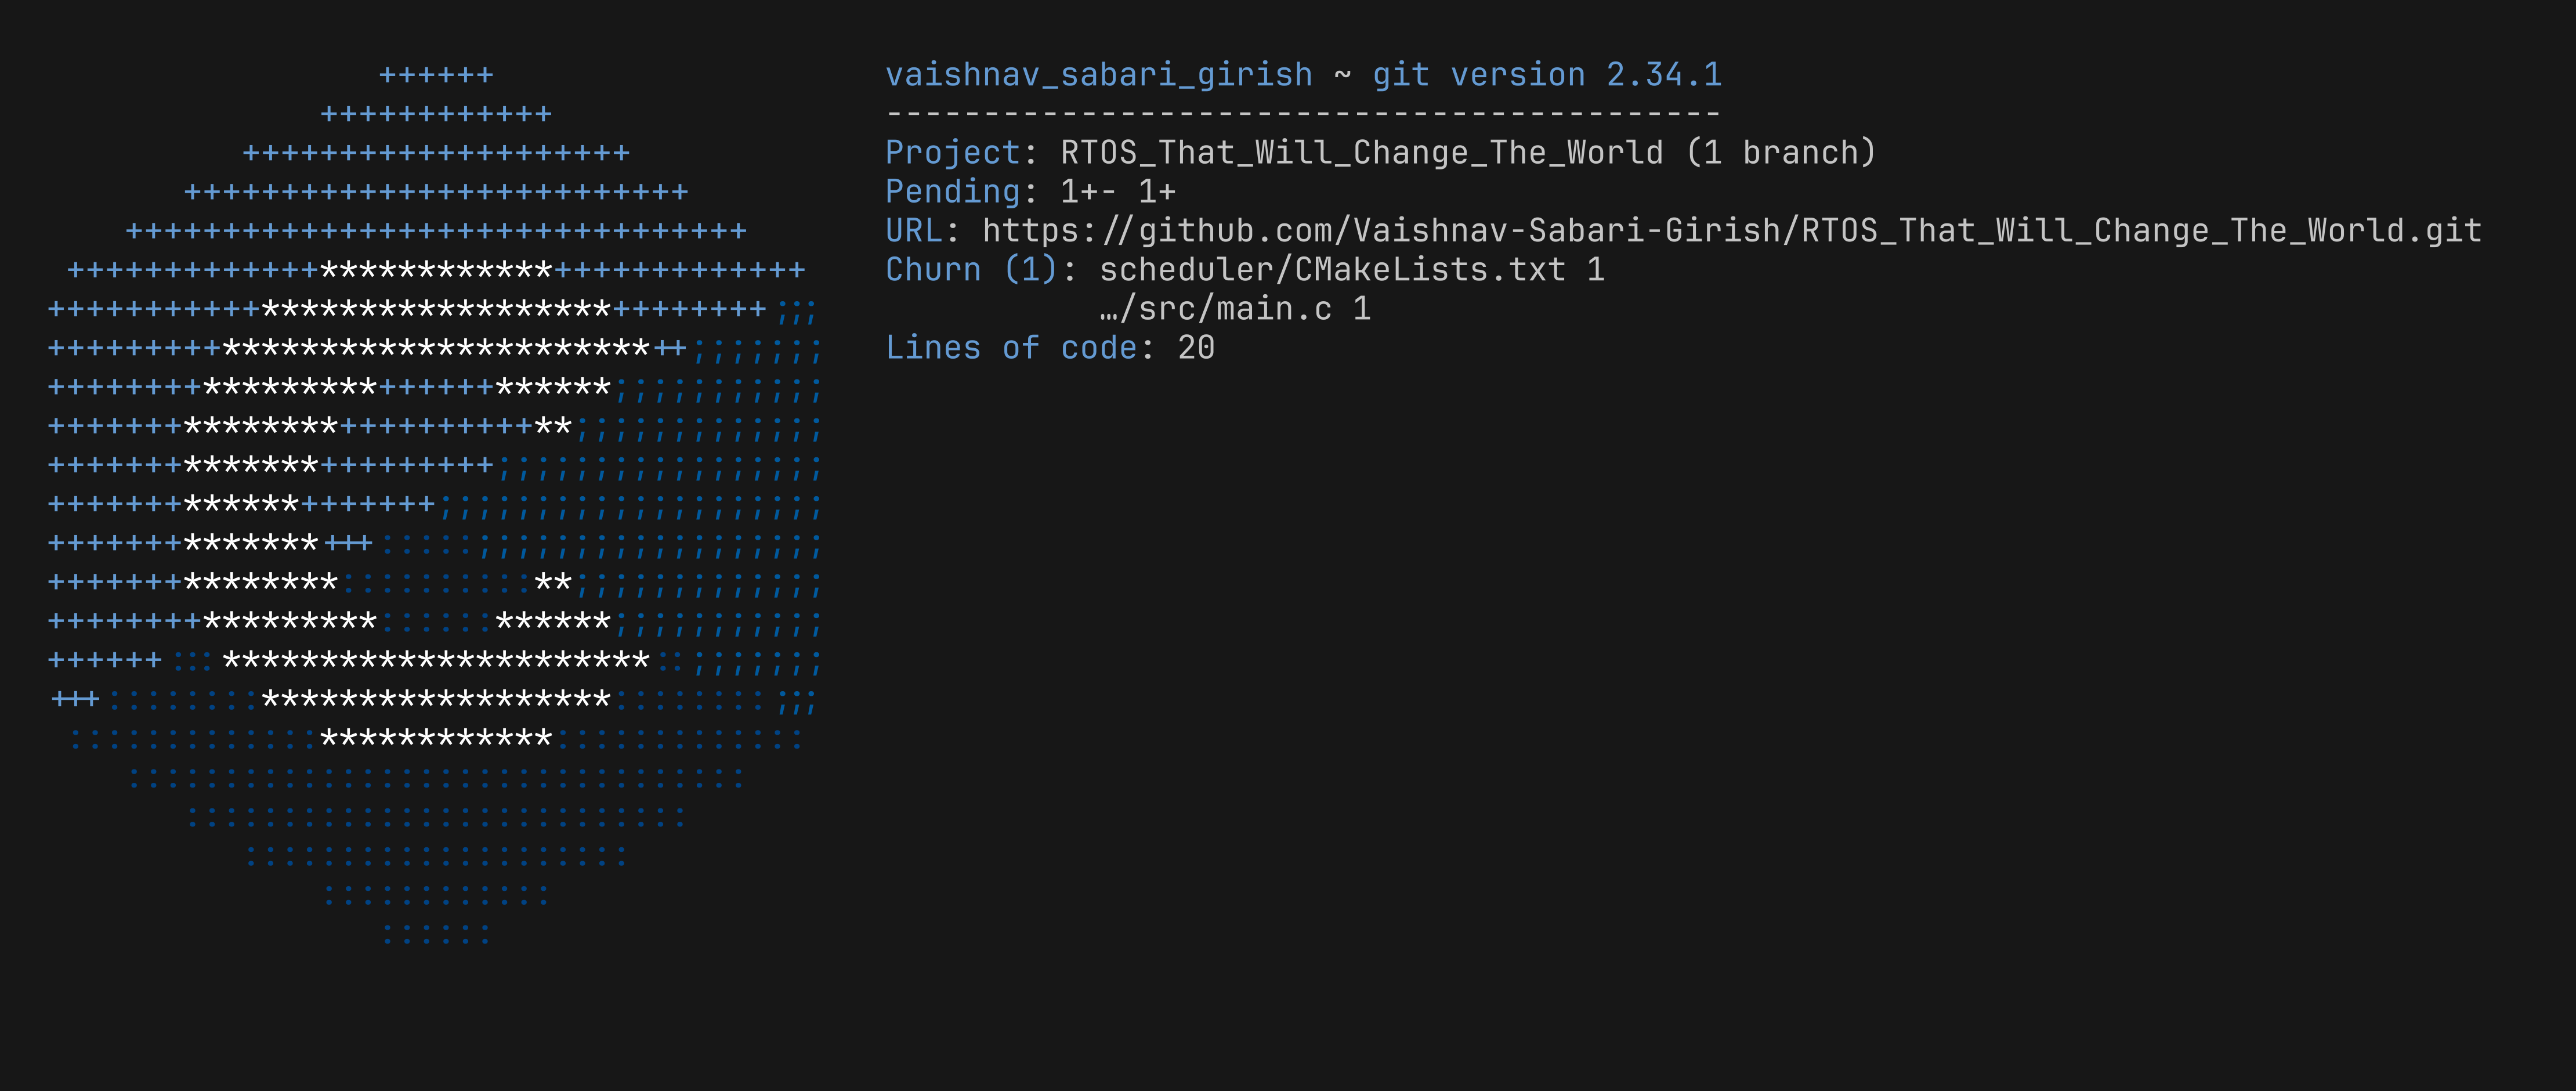 vaishnav_sabari_girish ~ git version 2.34.1
-------------------------------------------
Project: RTOS_That_Will_Change_The_World (1 branch)
Pending: 1+- 1+
URL: https://github.com/Vaishnav-Sabari-Girish/RTOS_That_Will_Change_The_World.git
Churn (1): scheduler/CMakeLists.txt 1
…/src/main.c 1
Lines of code: 20